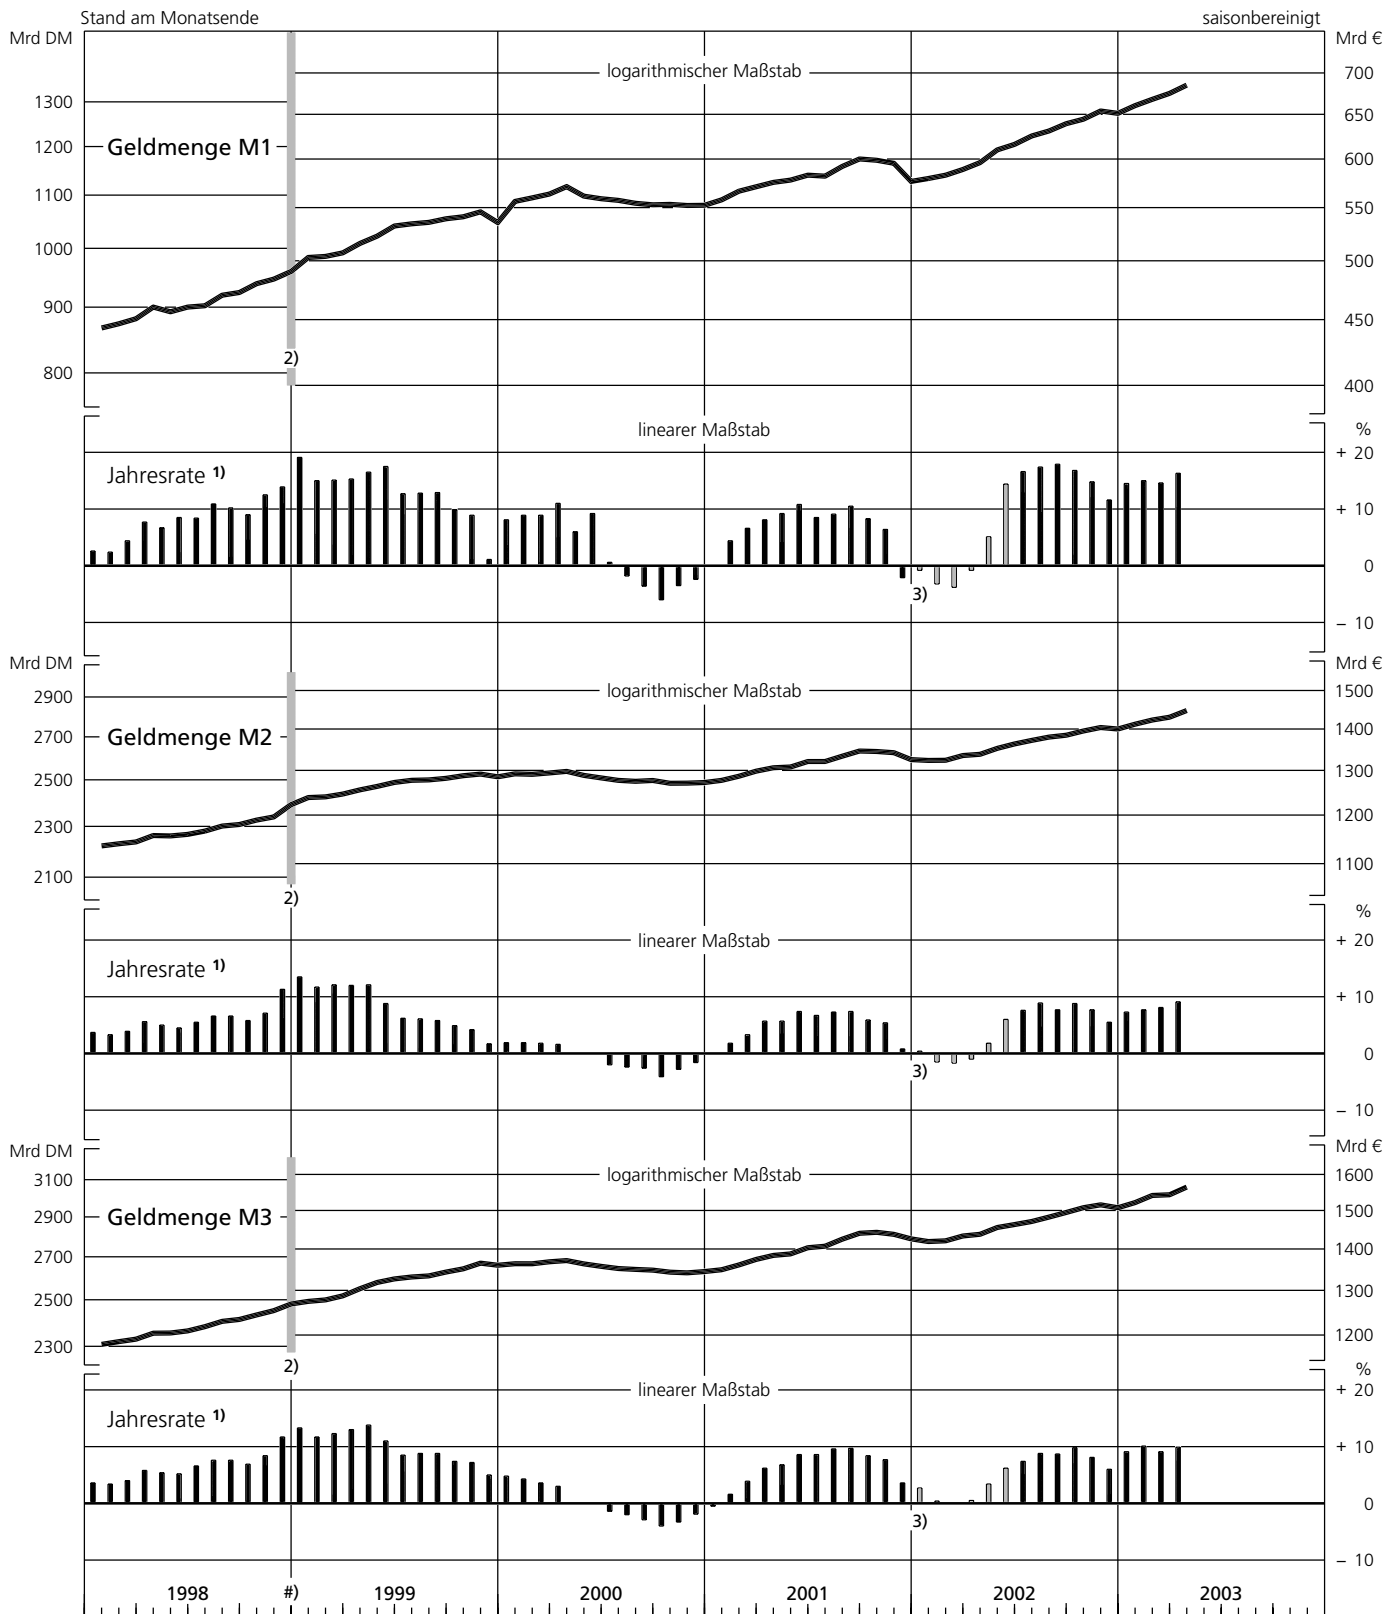 Stand am Monatsende saisonbereinigt
Mrd DM Mrd €
logarithmischer Maßstab 700
1300
650
1200
Geldmenge M1
600
1100
550
1000
500
900
450
2)
800
400
linearer Maßstab %
+ 20
Jahresrate 1)
+ 10
0
3)
– 10
Mrd DM Mrd €
2900 logarithmischer Maßstab 1500
2700 Geldmenge M2 1400
2500 1300
2300 1200
2100 1100
2)
%
linearer Maßstab + 20
Jahresrate 1)
+ 10
0
3)
– 10
Mrd DM Mrd €
3100 logarithmischer Maßstab 1600
2900 Geldmenge M3 1500
2700 1400
2500 1300
2300 1200
2) %
linearer Maßstab + 20
Jahresrate 1)
+ 10
0
3)
– 10
1998 #) 1999 2000 2001 2002 2003